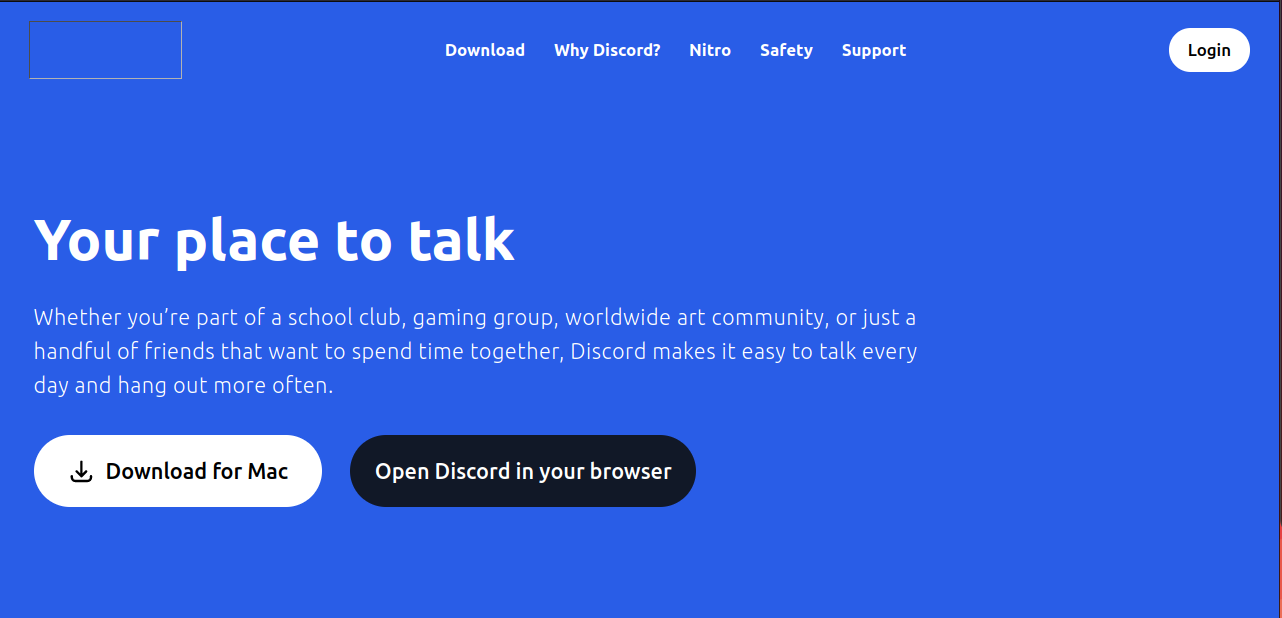 Download Why Discord? Nitro Safety Support Login
Your place to talk
Whether you’re part of a school club, gaming group, worldwide art community, or just a
handful of friends that want to spend time together, Discord makes it easy to talk every
day and hang out more often.
Download for Mac Open Discord in your browser